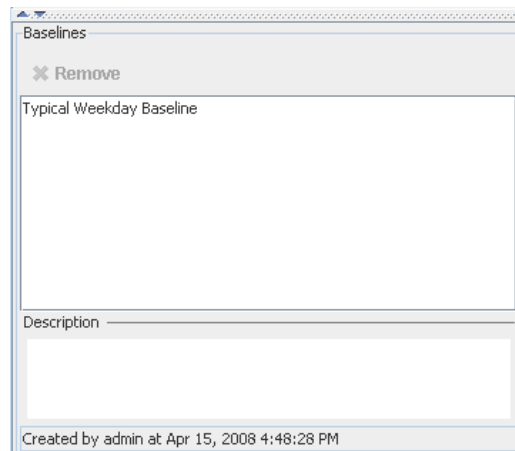 Baselines
Remove
Typical Weekday Baseline
Description
Created by admin at Apr 15, 2008 4:48:28 PM